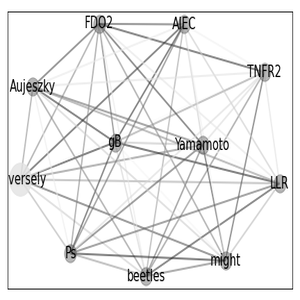 FDO2
AIEC
TNFR2
Aujeszky
gB
Yamamoto
versely
LLR
Ps
might
beetles